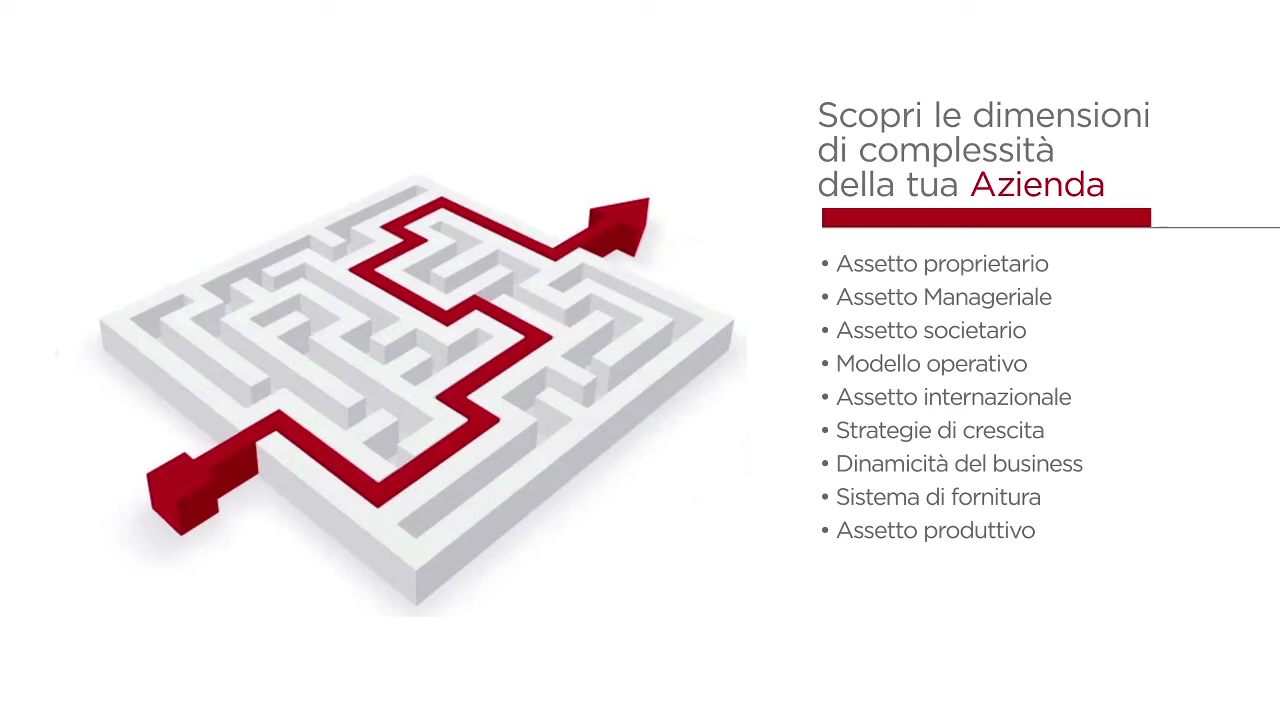 Scopri le dimensioni
di complessità
della tua Azienda
• Assetto proprietario
• Assetto Manageriale
• Assetto societario
• Modello operativo
• Assetto internazionale
• Strategie di crescita
• Dinamicità del business
• Sistema di fornitura
• Assetto produttivo